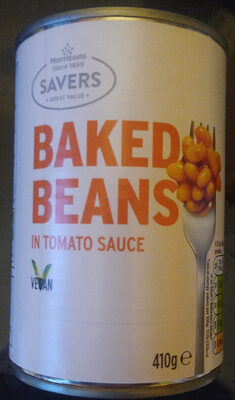 Morrisons
since 1899
SAVERS
• GREAT VALUE •
BAKED
BEANS
IN TOMATO SAUCE
VEGAN
410g e